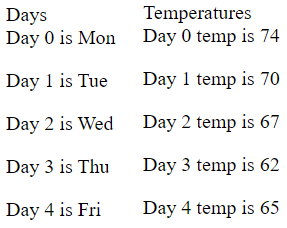 Days
Day 0 is Mon
Day 1 is Tue
Day 2 is Wed
Day 3 is Thu
Day 4 is Fri
Temperatures
Day 0 temp is 74
Day 1 temp is 70
Day 2 temp is 67
Day 3 temp is 62
Day 4 temp is 65